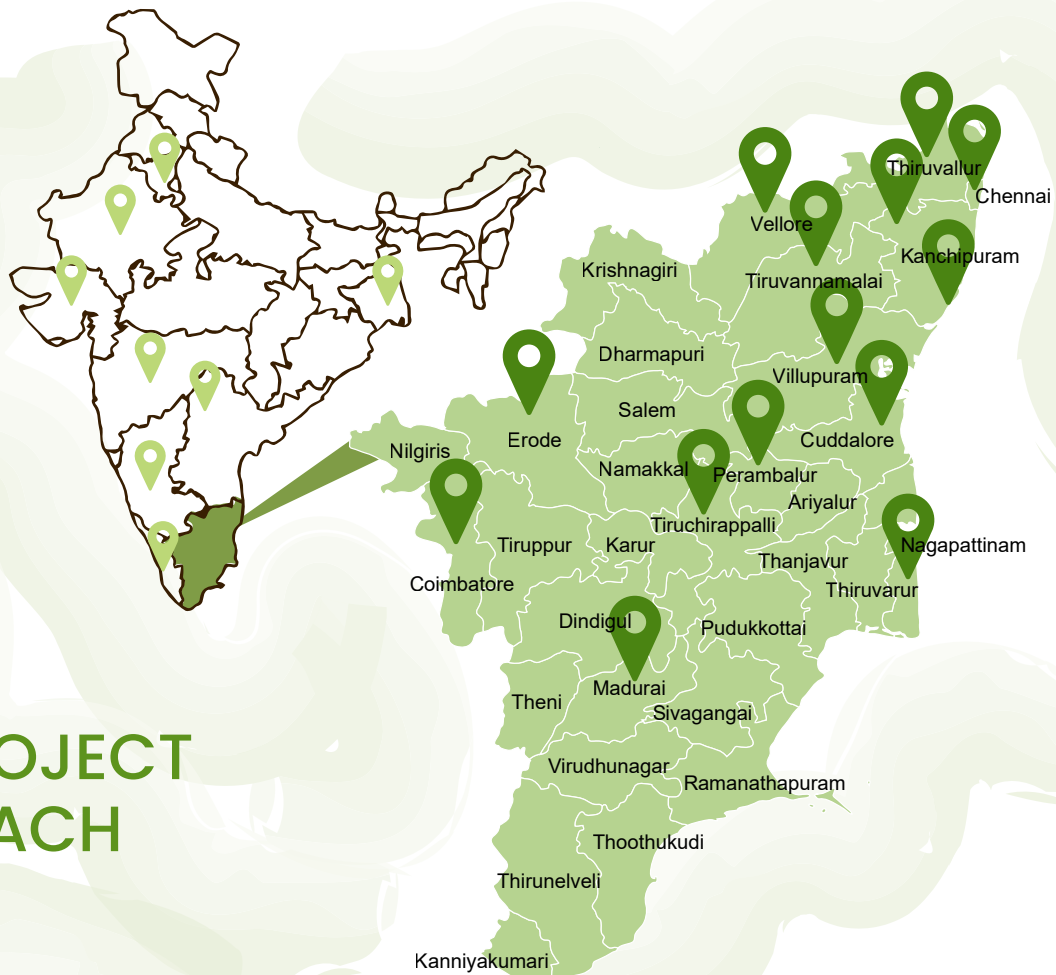 Thiruvallur
Chennai
Vellore
Kanchipuram
Krishnagiri
Tiruvannamalai
Dharmapuri
Villupuram
Salem
Erode
Cuddalore
Nilgiris
Namakkal
Perambalur
Ariyalur
Tiruchirappalli
Tiruppur
Karur
Nagapattinam
Thanjavur
Coimbatore
Thiruvarur
Dindigul
Pudukkottai
Madurai
Theni
Sivagangai
OJECT
ACH
Virudhunagar
Ramanathapuram
Thoothukudi
Thirunelveli
Kanniyakumari